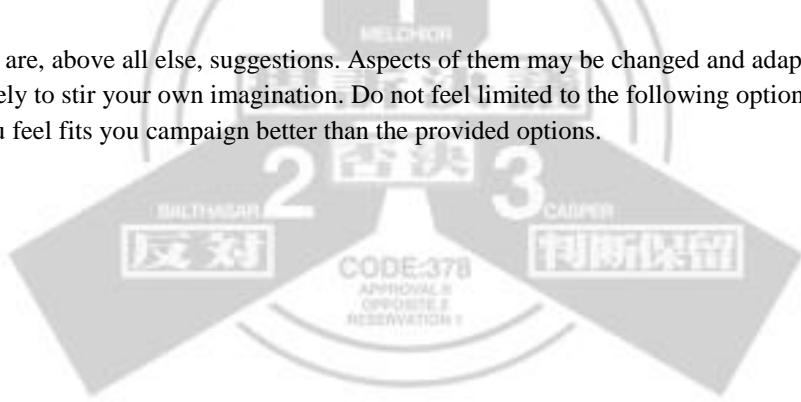 1
MELCHIOR
are, above all else, suggestions. Aspects of them may be changed and adap
ely to stir your own imagination. Do not feel limited to the following option
u feel fits you campaign better than the provided options.
否決
2
3
BALTHASAR
CASPER
反対
判断保留
CODE:378
APPROVAL 0
OPPOSITE 2
RESERVATION 1